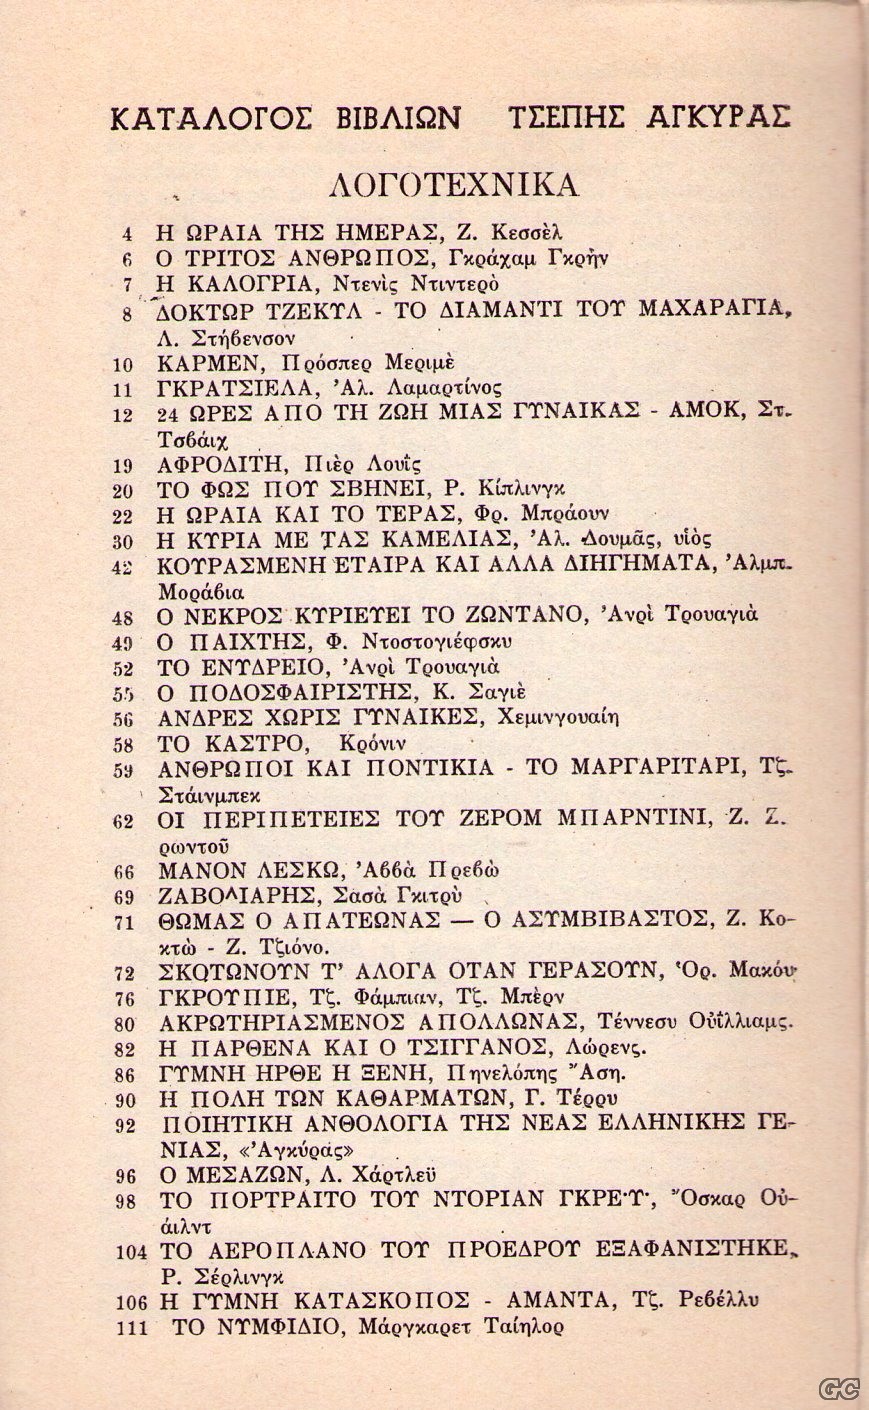 ΚΑΤΑΛΟΓΟΣ ΒΙΒΛΙΩΝ ΤΣΕΠΗΣ ΑΓΚΥΡΑΣ
ΛΟΓΟΤΕΧΝΙΚΑ
4 Η ΩΡΑΙΑ ΤΗΣ ΗΜΕΡΑΣ, Ζ. Κεσσὲλ
6 Ο ΤΡΙΤΟΣ ΑΝΘΡΩΠΟΣ, Γκράχαμ Γκρὴν
7 Η ΚΑΛΟΓΡΙΑ, Ντενὶς Ντιντερὸ
8 ΔΟΚΤΩΡ ΤΖΕΚΥΛ - ΤΟ ΔΙΑΜΑΝΤΙ ΤΟΥ ΜΑΧΑΡΑΓΙΑ,
Λ. Στήβενσον
10 ΚΑΡΜΕΝ, Πρόσπερ Μεριμὲ
11 ΓΚΡΑΤΣΙΕΛΑ, Ἀλ. Λαμαρτίνος
12 24 ΩΡΕΣ ΑΠΟ ΤΗ ΖΩΗ ΜΙΑΣ ΓΥΝΑΙΚΑΣ - ΑΜΟΚ, Στ.
Τσβάιχ
19 ΑΦΡΟΔΙΤΗ, Πιὲρ Λουῒς
20 ΤΟ ΦΩΣ ΠΟΥ ΣΒΗΝΕΙ, Ρ. Κίπλινγκ
22 Η ΩΡΑΙΑ ΚΑΙ ΤΟ ΤΕΡΑΣ, Φρ. Μπράουν
30 Η ΚΥΡΙΑ ΜΕ ΤΑΣ ΚΑΜΕΛΙΑΣ, Ἀλ. Δουμᾶς, υἱὸς
42 ΚΟΥΡΑΣΜΕΝΗ ΕΤΑΙΡΑ ΚΑΙ ΑΛΛΑ ΔΙΗΓΗΜΑΤΑ, Ἀλμπ.
Μοράβια
48 Ο ΝΕΚΡΟΣ ΚΥΡΙΕΥΕΙ ΤΟ ΖΩΝΤΑΝΟ, Ἀνρὶ Τρουαγιὰ
49 Ο ΠΑΙΧΤΗΣ, Φ. Ντοστογιέφσκυ
52 ΤΟ ΕΝΥΔΡΕΙΟ, Ἀνρὶ Τρουαγιὰ
55 Ο ΠΟΔΟΣΦΑΙΡΙΣΤΗΣ, Κ. Σαγιὲ
56 ΑΝΔΡΕΣ ΧΩΡΙΣ ΓΥΝΑΙΚΕΣ, Χεμινγουαίη
58 ΤΟ ΚΑΣΤΡΟ, Κρόνιν
59 ΑΝΘΡΩΠΟΙ ΚΑΙ ΠΟΝΤΙΚΙΑ - ΤΟ ΜΑΡΓΑΡΙΤΑΡΙ, Τζ.
Στάινμπεκ
62 ΟΙ ΠΕΡΙΠΕΤΕΙΕΣ ΤΟΥ ΖΕΡΟΜ ΜΠΑΡΝΤΙΝΙ, Ζ. Ζ.
ρωντοῦ
66 ΜΑΝΟΝ ΛΕΣΚΩ, Ἀββὰ Πρεβὼ
69 ΖΑΒΟΛΙΑΡΗΣ, Σασὰ Γκιτρὺ
71 ΘΩΜΑΣ Ο ΑΠΑΤΕΩΝΑΣ — Ο ΑΣΥΜΒΙΒΑΣΤΟΣ, Ζ. Κο-
κτὼ - Ζ. Τζιόνο.
72 ΣΚΟΤΩΝΟΥΝ Τ' ΑΛΟΓΑ ΟΤΑΝ ΓΕΡΑΣΟΥΝ, Ὁρ. Μακόυ
76 ΓΚΡΟΥΠΙΕ, Τζ. Φάμπιαν, Τζ. Μπὲρν
80 ΑΚΡΩΤΗΡΙΑΣΜΕΝΟΣ ΑΠΟΛΛΩΝΑΣ, Τέννεσυ Οὐΐλλιαμς.
82 Η ΠΑΡΘΕΝΑ ΚΑΙ Ο ΤΣΙΓΓΑΝΟΣ, Λώρενς.
86 ΓΥΜΝΗ ΗΡΘΕ Η ΞΕΝΗ, Πηνελόπης Ἄση.
90 Η ΠΟΛΗ ΤΩΝ ΚΑΘΑΡΜΑΤΩΝ, Γ. Τέρρυ
92 ΠΟΙΗΤΙΚΗ ΑΝΘΟΛΟΓΙΑ ΤΗΣ ΝΕΑΣ ΕΛΛΗΝΙΚΗΣ ΓΕ-
ΝΙΑΣ, «Ἀγκύρας»
96 Ο ΜΕΣΑΖΩΝ, Λ. Χάρτλεϋ
98 ΤΟ ΠΟΡΤΡΑΙΤΟ ΤΟΥ ΝΤΟΡΙΑΝ ΓΚΡΕ·Υ·, Ὄσκαρ Οὐ-
άιλντ
104 ΤΟ ΑΕΡΟΠΛΑΝΟ ΤΟΥ ΠΡΟΕΔΡΟΥ ΕΞΑΦΑΝΙΣΤΗΚΕ,
Ρ. Σέρλινγκ
106 Η ΓΥΜΝΗ ΚΑΤΑΣΚΟΠΟΣ - ΑΜΑΝΤΑ, Τζ. Ρεβέλλυ
111 ΤΟ ΝΥΜΦΙΔΙΟ, Μάργκαρετ Ταίηλορ
GC